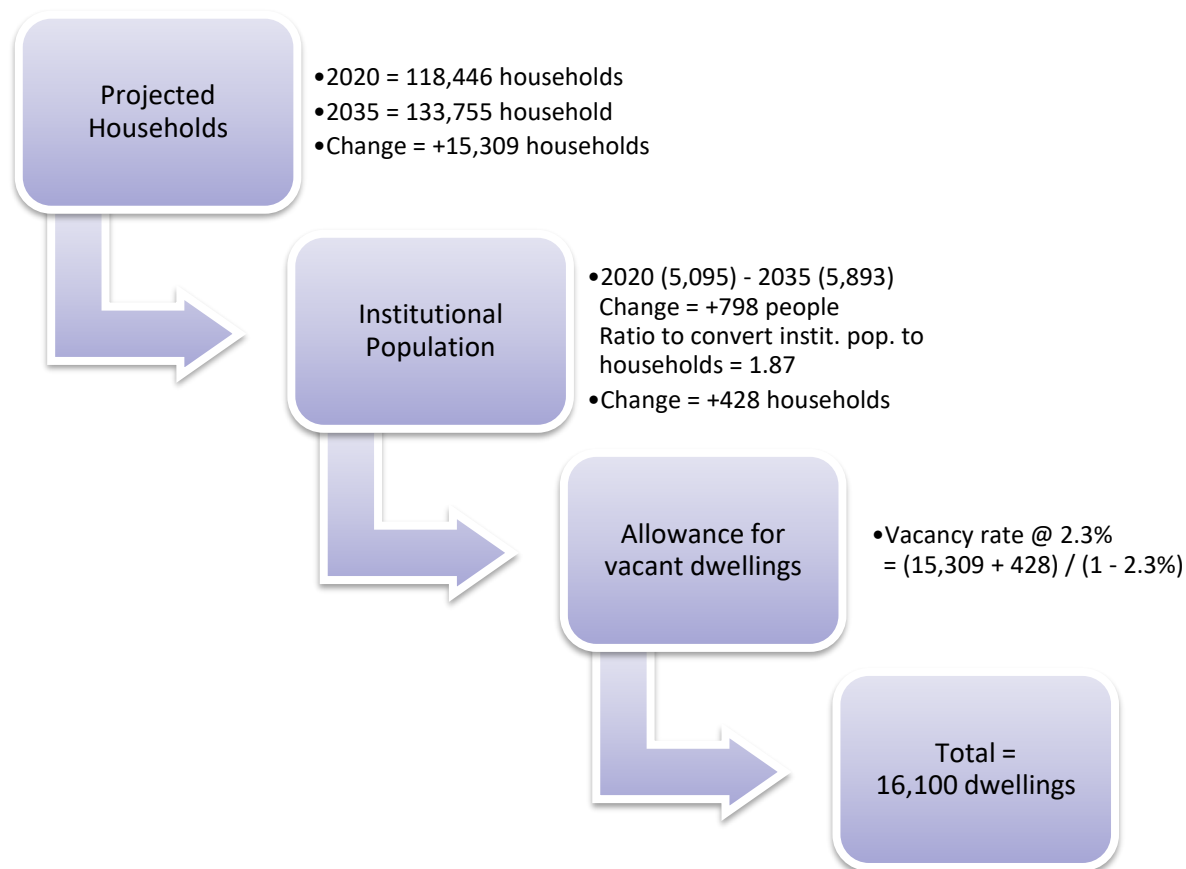 Projected
Households
•2020 = 118,446 households
•2035 = 133,755 household
•Change = +15,309 households
Institutional
Population
•2020 (5,095) - 2035 (5,893)
Change = +798 people
Ratio to convert instit. pop. to
households = 1.87
•Change = +428 households
Allowance for
vacant dwellings
•Vacancy rate @ 2.3%
= (15,309 + 428) / (1 - 2.3%)
Total =
16,100 dwellings